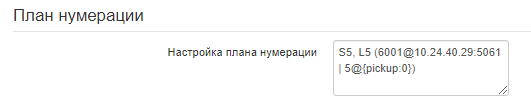 План нумерации
Настройка плана нумерации
S5, L5 (6001@10.24.40.29:5061
| 5@{pickup:0})